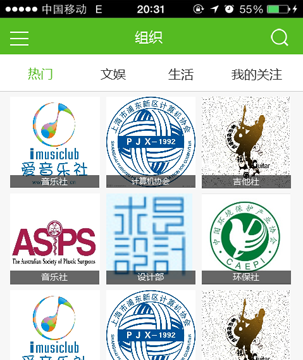 中国移动 E 20:31 55%
组织
热门 文娱 生活 我的关注
imusiclub
爱音乐社
音乐社
上海市浦东新区计算机协会
PJX-1992
计算机协会
吉他社
ASPS
The Australian Society of Plastic Surgeons
音乐社
设计部
中国环境保护产业协会
CAEPI
环保社
imusiclub
爱音乐社
上海市浦东新区计算机协会
PJX-1992